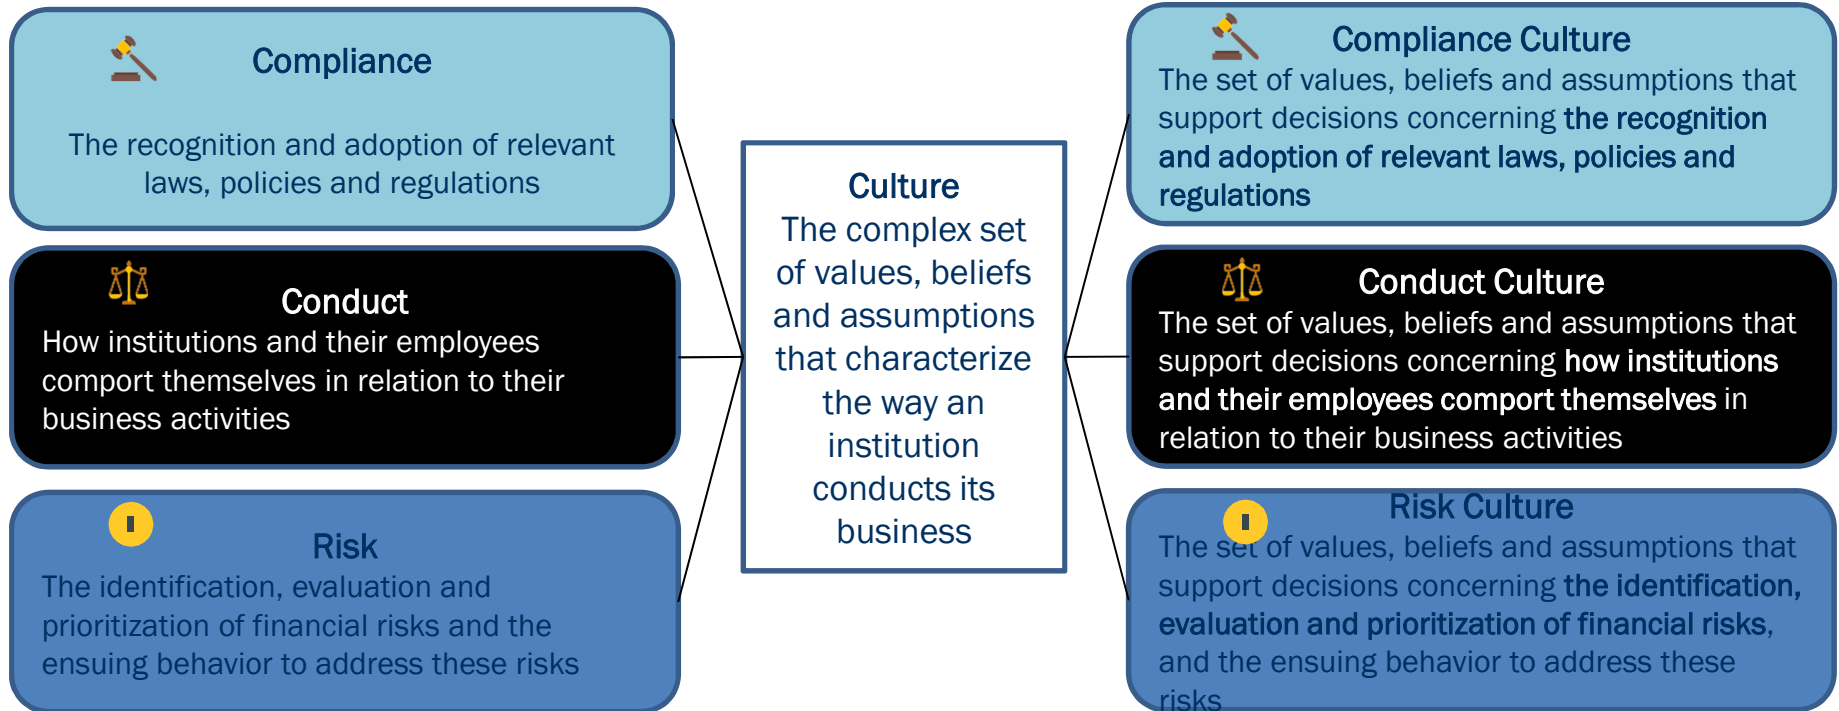 Compliance
The recognition and adoption of relevant
laws, policies and regulations
Conduct
How institutions and their employees
comport themselves in relation to their
business activities
Risk
The identification, evaluation and
prioritization of financial risks and the
ensuing behavior to address these risks
Culture
The complex set
of values, beliefs
and assumptions
that characterize
the way an
institution
conducts its
business
Compliance Culture
The set of values, beliefs and assumptions that
support decisions concerning the recognition
and adoption of relevant laws, policies and
regulations
Conduct Culture
The set of values, beliefs and assumptions that
support decisions concerning how institutions
and their employees comport themselves in
relation to their business activities
Risk Culture
The set of values, beliefs and assumptions that
support decisions concerning the identification,
evaluation and prioritization of financial risks,
and the ensuing behavior to address these
risks